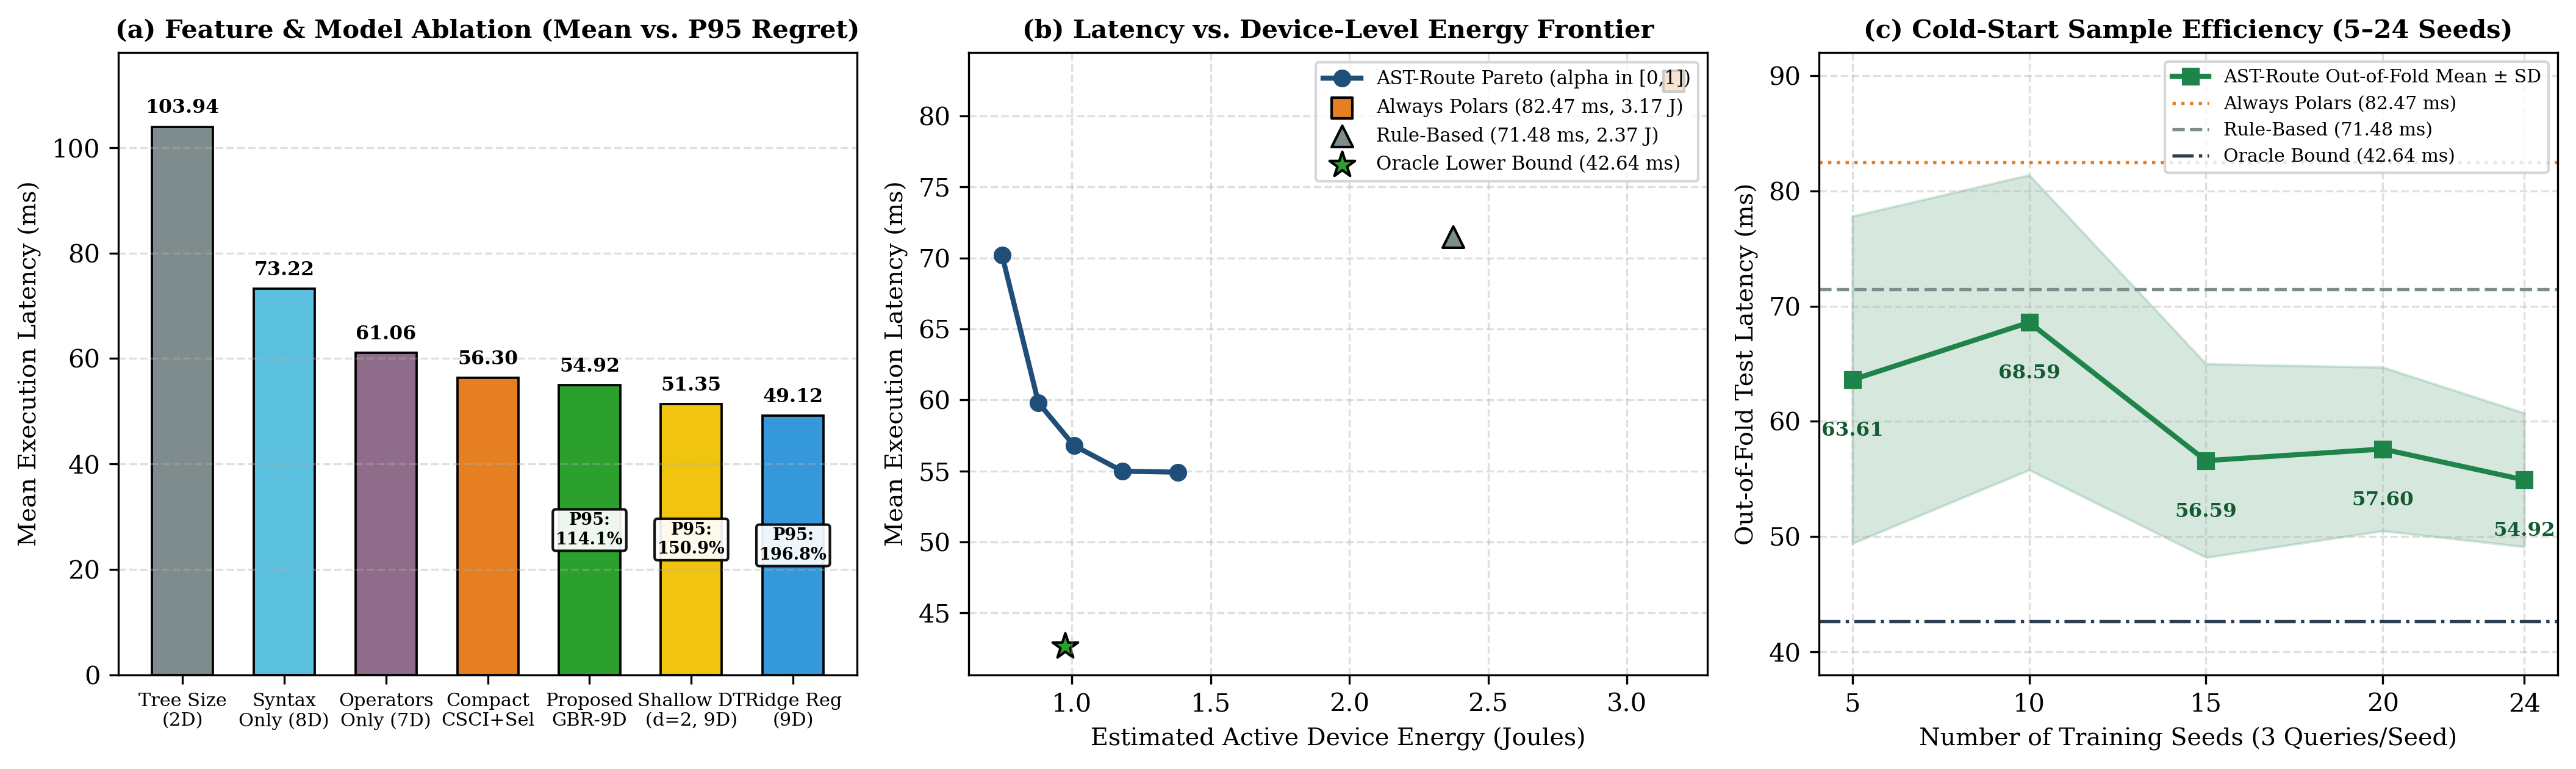 (a) Feature & Model Ablation (Mean vs. P95 Regret)
Mean Execution Latency (ms)
100
80
60
40
20
0
103.94
73.22
61.06
56.30
54.92
51.35
49.12
P95:
114.1%
P95:
150.9%
P95:
196.8%
Tree Size
(2D)
Syntax
Only (8D)
Operators
Only (7D)
Compact
CSCI+Sel
Proposed
GBR-9D
Shallow DT
(d=2, 9D)
Ridge Reg
(9D)
(b) Latency vs. Device-Level Energy Frontier
Mean Execution Latency (ms)
80
75
70
65
60
55
50
45
AST-Route Pareto (alpha in [0,1])
Always Polars (82.47 ms, 3.17 J)
Rule-Based (71.48 ms, 2.37 J)
Oracle Lower Bound (42.64 ms)
1.0
1.5
2.0
2.5
3.0
Estimated Active Device Energy (Joules)
(c) Cold-Start Sample Efficiency (5–24 Seeds)
Out-of-Fold Test Latency (ms)
90
80
70
60
50
40
AST-Route Out-of-Fold Mean ± SD
Always Polars (82.47 ms)
Rule-Based (71.48 ms)
Oracle Bound (42.64 ms)
63.61
68.59
56.59
57.60
54.92
5
10
15
20
24
Number of Training Seeds (3 Queries/Seed)